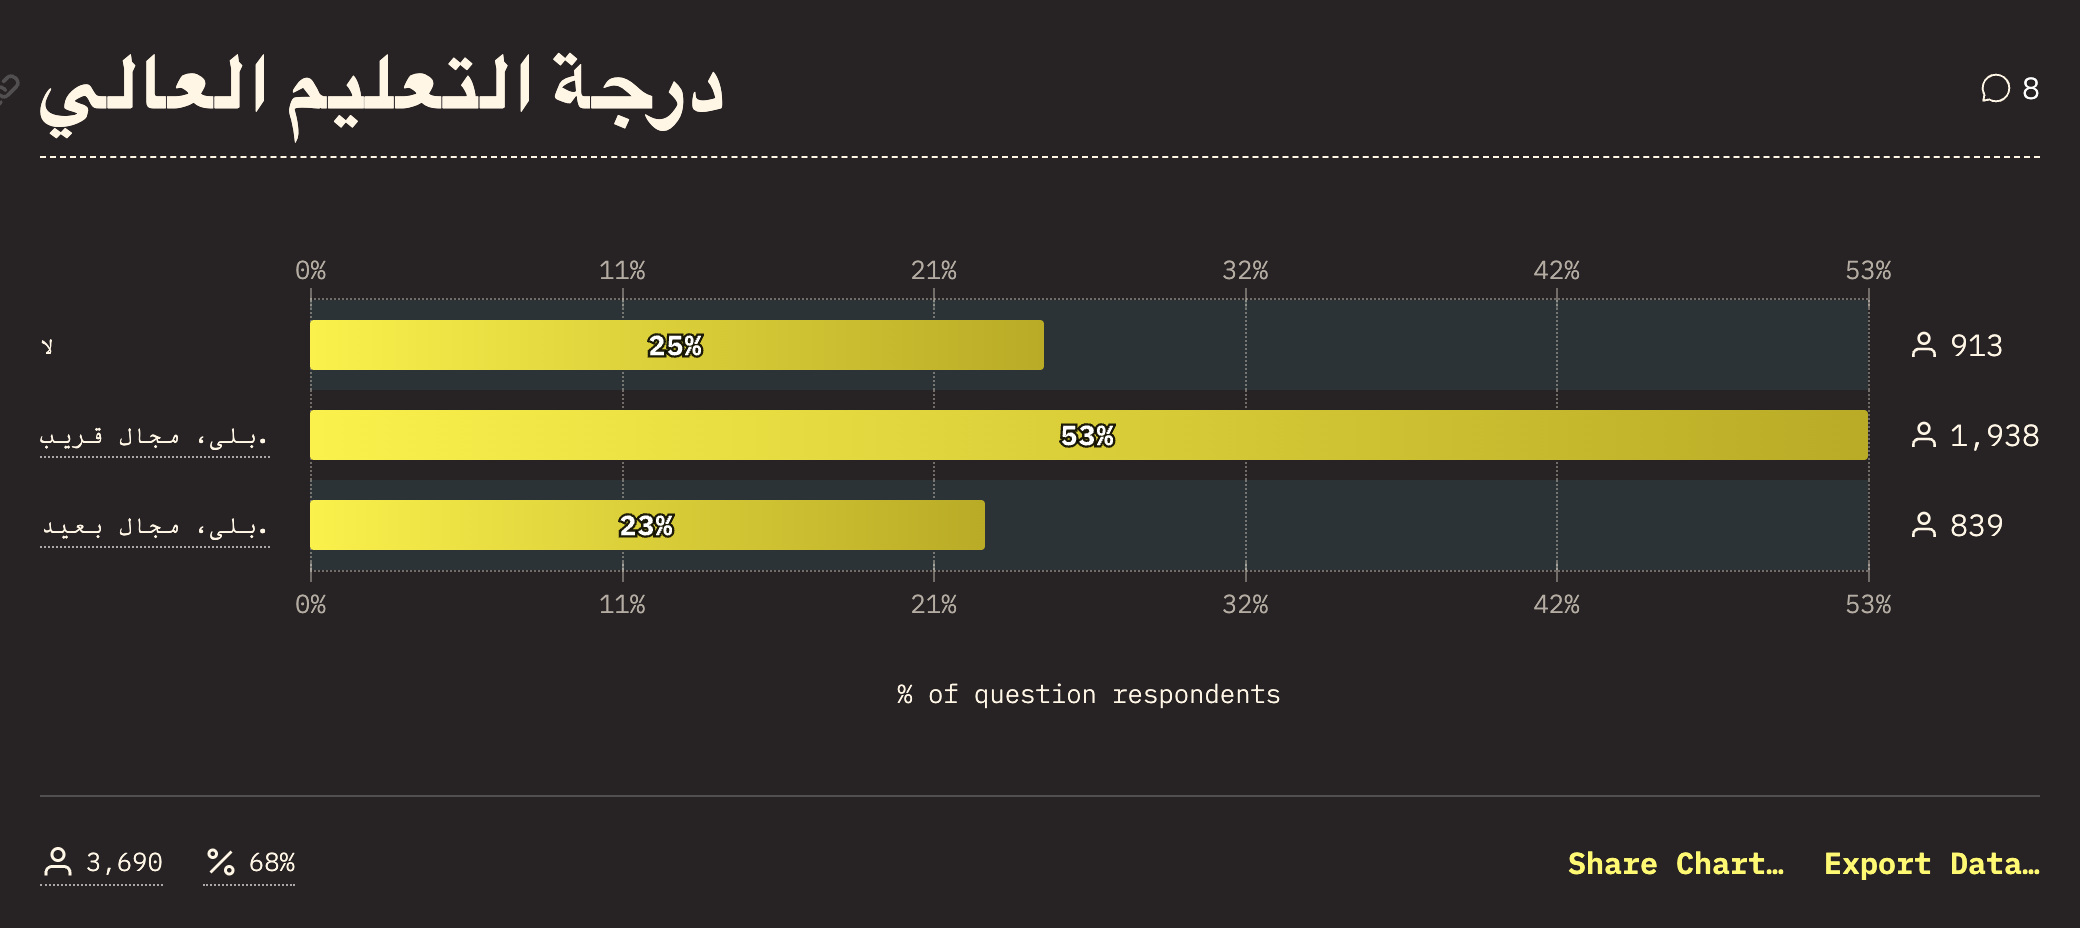 درجة التعليم العالي
8
0% 11% 21% 32% 42% 53%
لا 25% 913
بلى، مجال قريب. 53% 1,938
بلى، مجال بعيد. 23% 839
0% 11% 21% 32% 42% 53%
% of question respondents
3,690 68% Share Chart… Export Data…